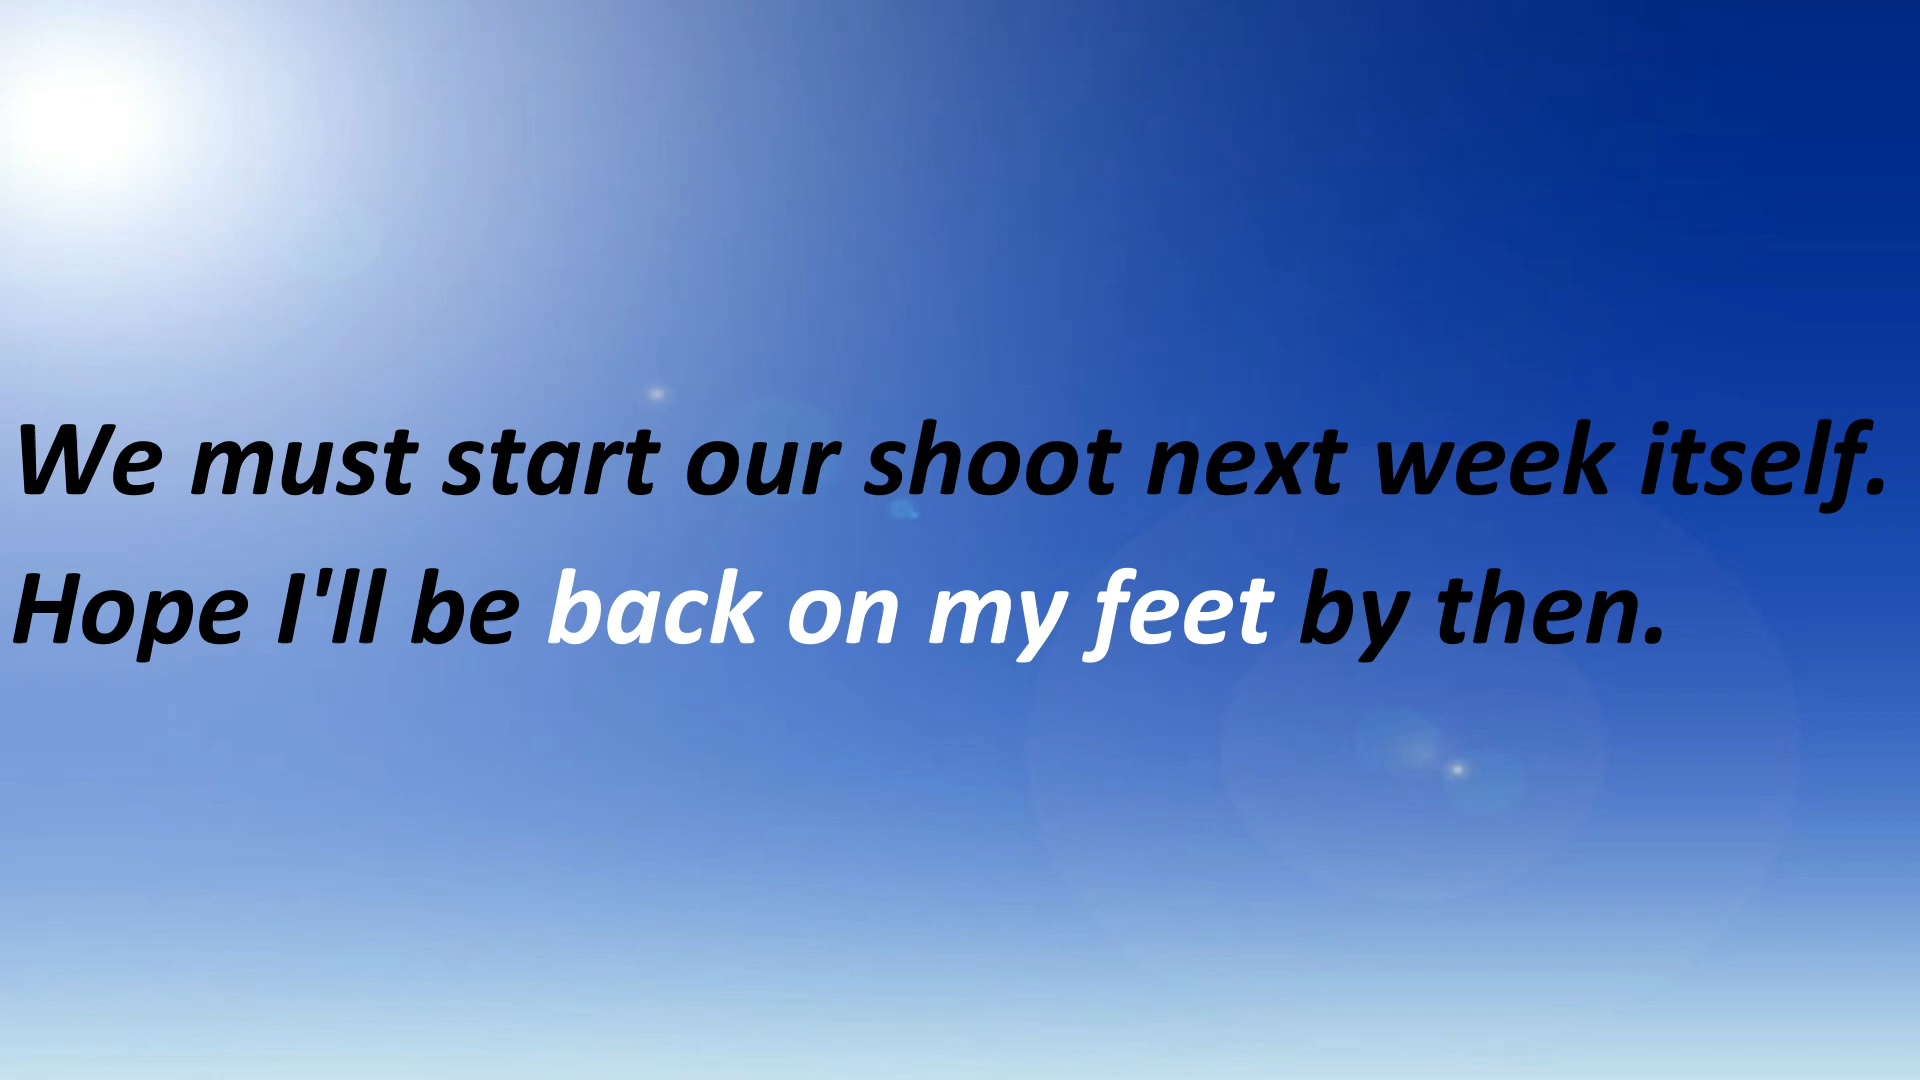 We must start our shoot next week itself.
Hope I'll be back on my feet by then.